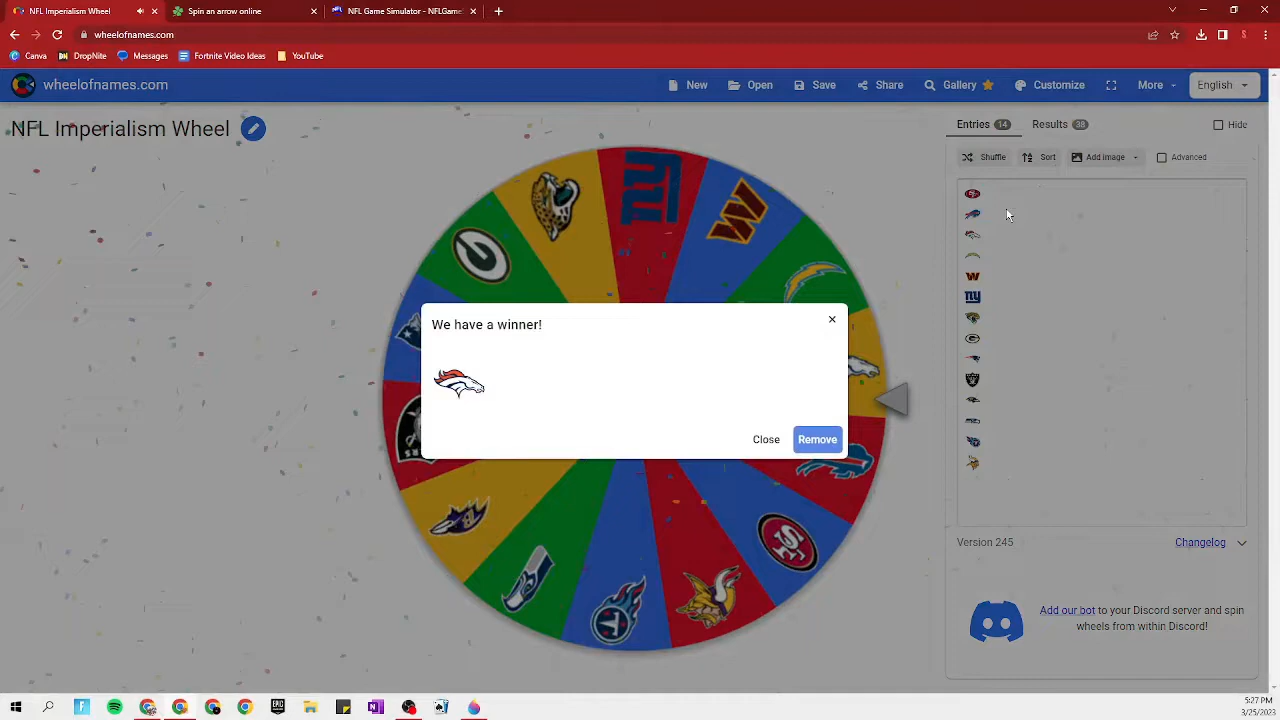 NFL Imperialism Wheel
Spin an arrow online
NFL Game Simulator - NFLGame
wheelofnames.com
S
Canva
DropNite
Messages
Fortnite Videos Ideas
YouTube
wheelofnames.com
New
Open
Save
Share
Gallery
Customize
More
English
NFL Imperialism Wheel
Entries 14
Results 38
Hide
Shuffle
Sort
Add image
Advanced
We have a winner!
Close
Remove
NY
W
G
SF
B
T
Version 245
Changelog
Add our bot to your Discord server and spin
wheels from within Discord!
5:27 PM
3/25/2023